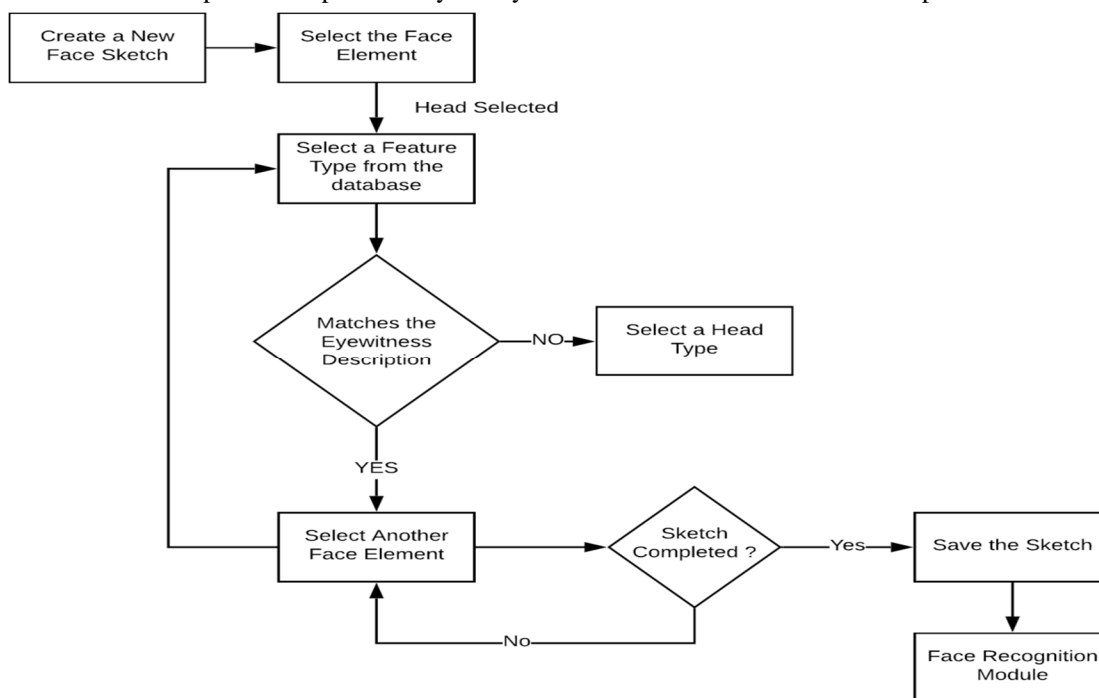 Create a New
Face Sketch
Select the Face
Element
Head Selected
Select a Feature
Type from the
database
Matches the
Eyewitness
Description
NO
Select a Head
Type
YES
Select Another
Face Element
Sketch
Completed ?
Yes
Save the Sketch
No
Face Recognition
Module